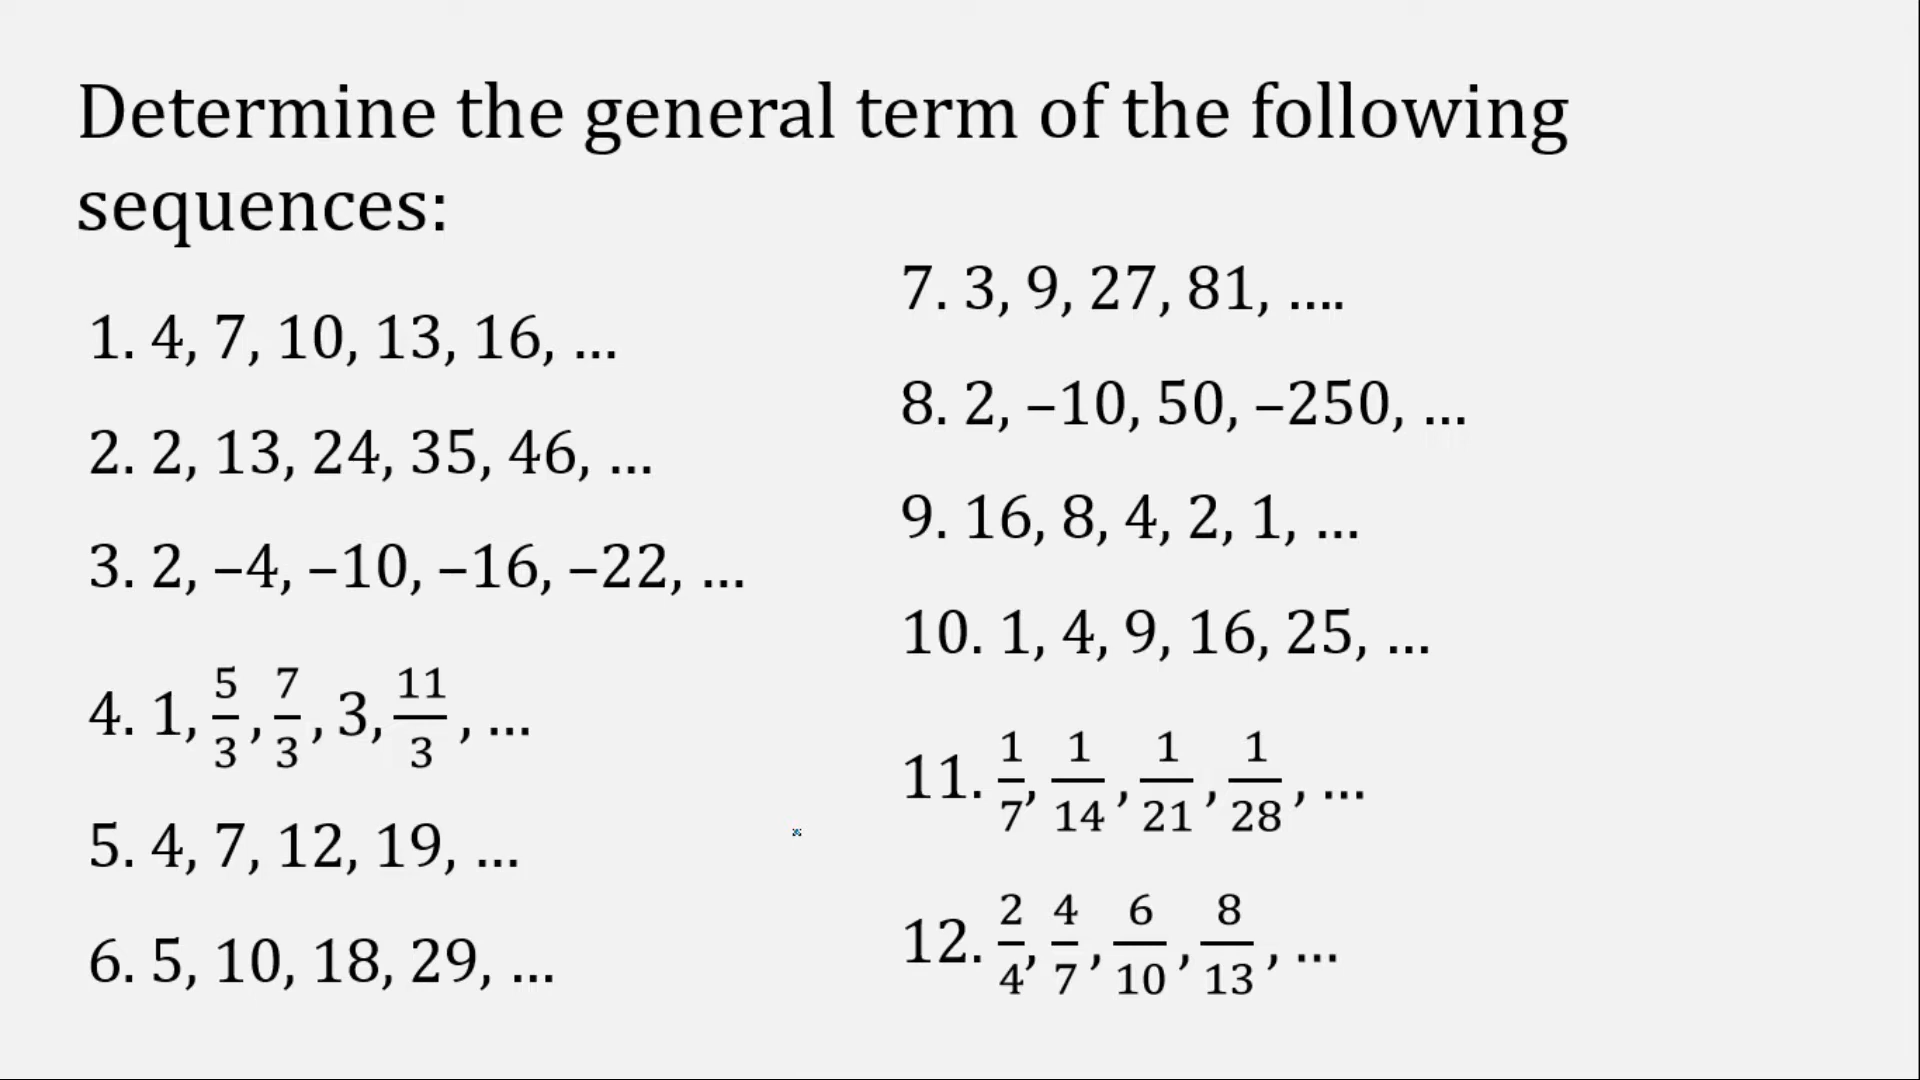 Determine the general term of the following
sequences:
1. 4, 7, 10, 13, 16, ...
2. 2, 13, 24, 35, 46, ...
3. 2, –4, –10, –16, –22, ...
4. 1, 5/3, 7/3, 3, 11/3, ...
5. 4, 7, 12, 19, ...
6. 5, 10, 18, 29, ...
7. 3, 9, 27, 81, ....
8. 2, –10, 50, –250, ...
9. 16, 8, 4, 2, 1, ...
10. 1, 4, 9, 16, 25, ...
11. 1/7, 1/14, 1/21, 1/28, ...
12. 2/4, 4/7, 6/10, 8/13, ...